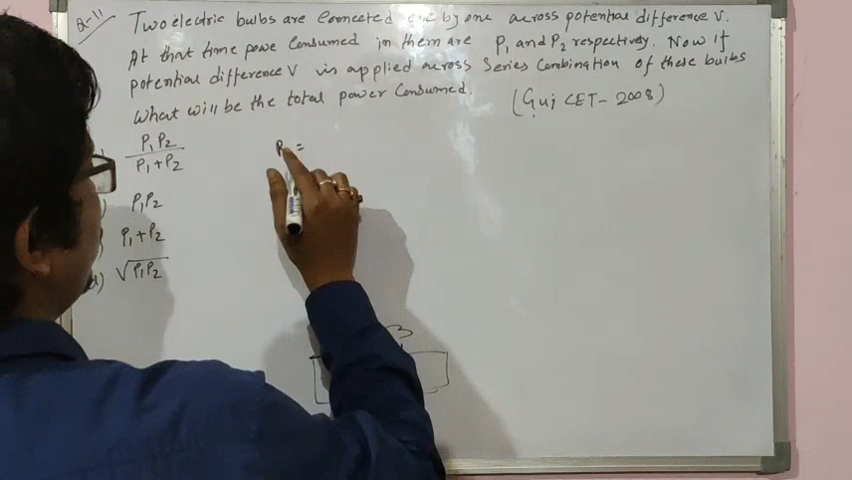 Q-11
Two electric bulbs are connected one by one across potential difference V.
At that time powe consumed in them are P₁ and P₂ respectively. Now if
potential difference V is applied across series combination of these bulbs
What will be the total power consumed. (Guj CET - 2008)
P₁P₂
P₁+P₂
) P₁P₂
) P₁+P₂
d) √P₁P₂
=